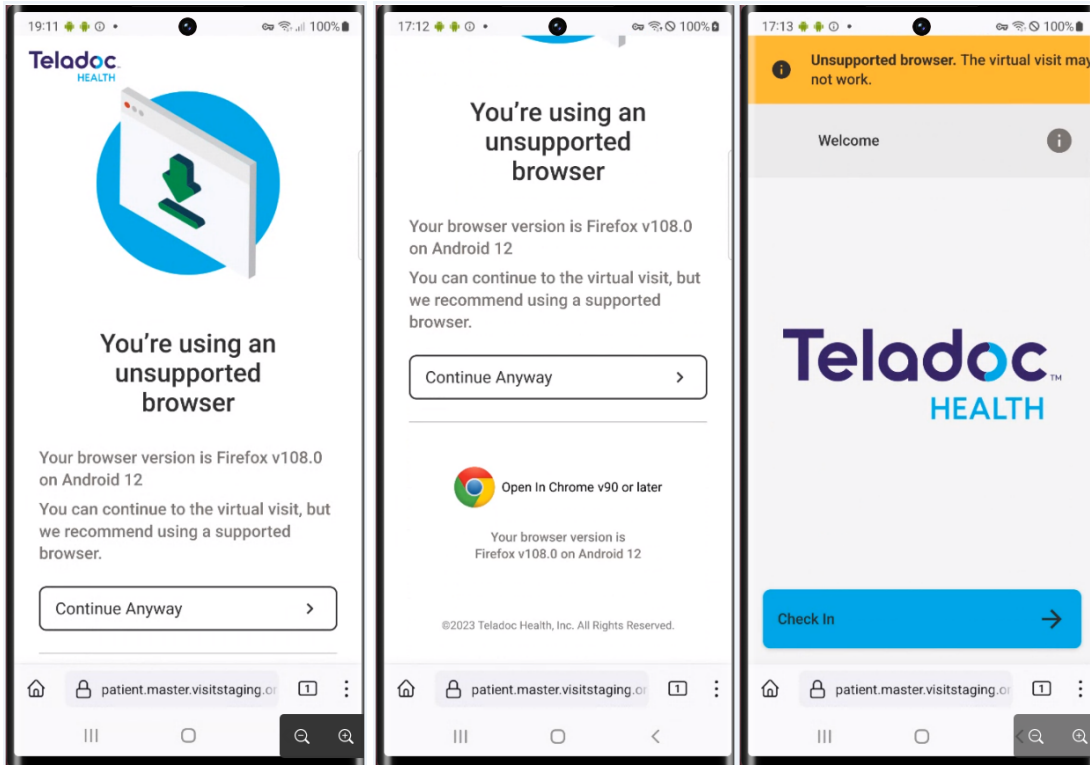 19:11
100%
Teladoc
HEALTH
You’re using an
unsupported
browser
Your browser version is Firefox v108.0
on Android 12
You can continue to the virtual visit, but
we recommend using a supported
browser.
Continue Anyway
patient.master.visitstaging.or
1
17:12
100%
You’re using an
unsupported
browser
Your browser version is Firefox v108.0
on Android 12
You can continue to the virtual visit, but
we recommend using a supported
browser.
Continue Anyway
Open In Chrome v90 or later
Your browser version is
Firefox v108.0 on Android 12
©2023 Teladoc Health, Inc. All Rights Reserved.
patient.master.visitstaging.or
1
17:13
100%
Unsupported browser. The virtual visit may
not work.
Welcome
Teladoc™
HEALTH
Check In
patient.master.visitstaging.or
1